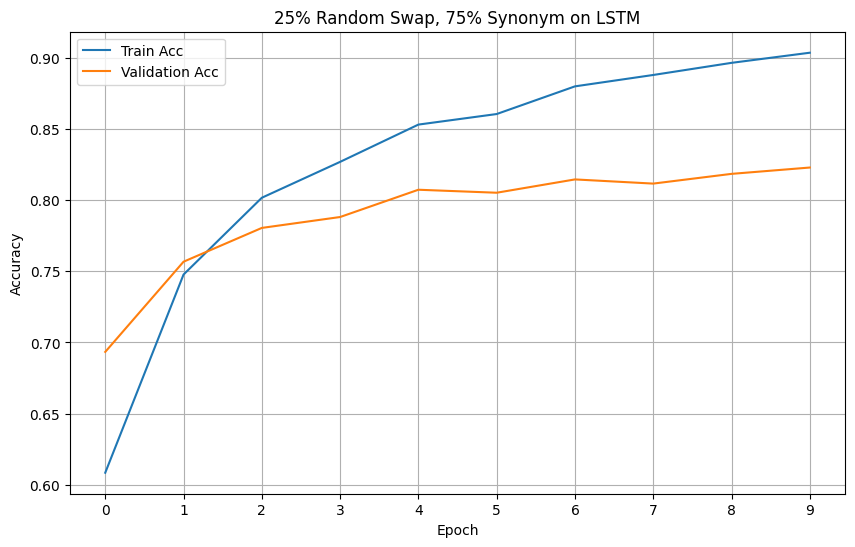 25% Random Swap, 75% Synonym on LSTM
Train Acc
Validation Acc
Accuracy
0.90
0.85
0.80
0.75
0.70
0.65
0.60
0 1 2 3 4 5 6 7 8 9
Epoch